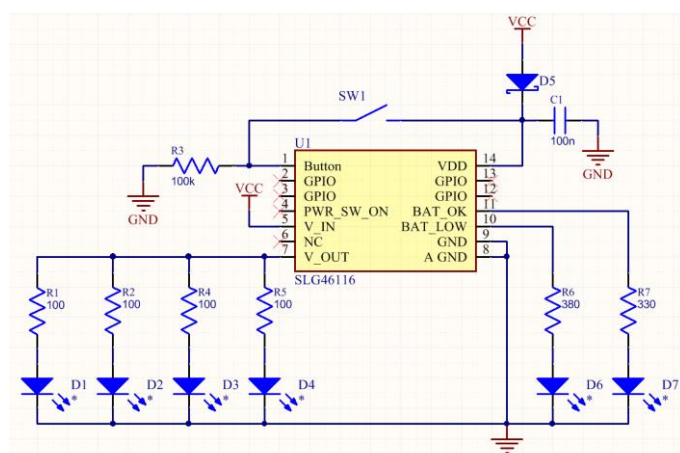 VCC
D5
SW1
C1
100n
GND
U1
R3
100k
GND
VCC
1 Button VDD 14
2 GPIO GPIO 13
3 GPIO GPIO 12
4 PWR_SW_ON BAT_OK 11
5 V_IN BAT_LOW 10
6 NC GND 9
7 V_OUT A GND 8
SLG46116
R1
100
R2
100
R4
100
R5
100
R6
380
R7
330
D1
*
D2
*
D3
*
D4
*
D6
*
D7
*